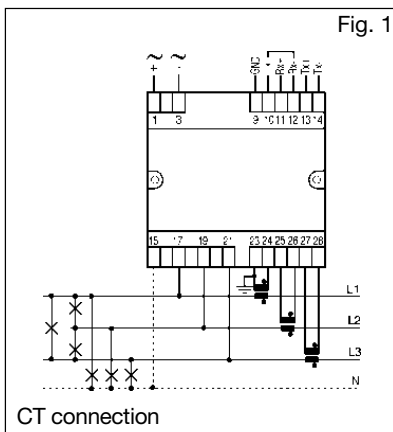 Fig. 1
~ ~
+ -
GND
Rx+
Rx-
Tx+
Tx-
1 3 9 10 11 12 13 14
15 17 19 21 23 24 25 26 27 28
L1
L2
L3
N
CT connection